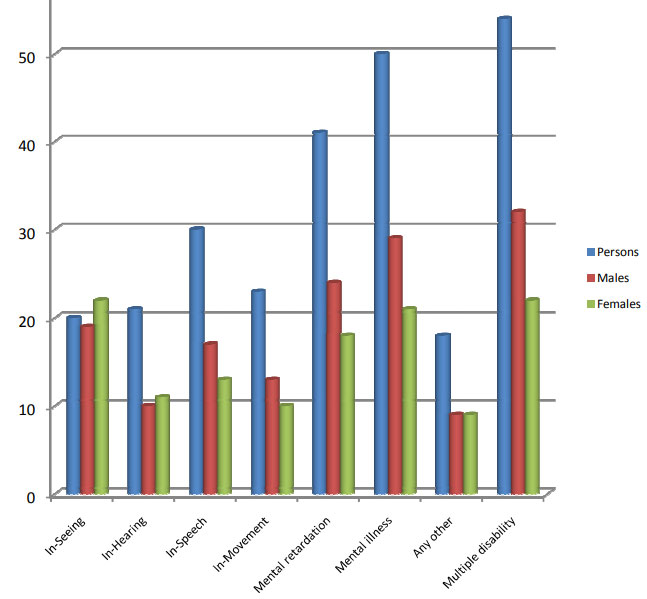 50
40
30
20
10
0
In-Seeing
In-Hearing
In-Speech
In-Movement
Mental retardation
Mental illness
Any other
Multiple disability
Persons
Males
Females